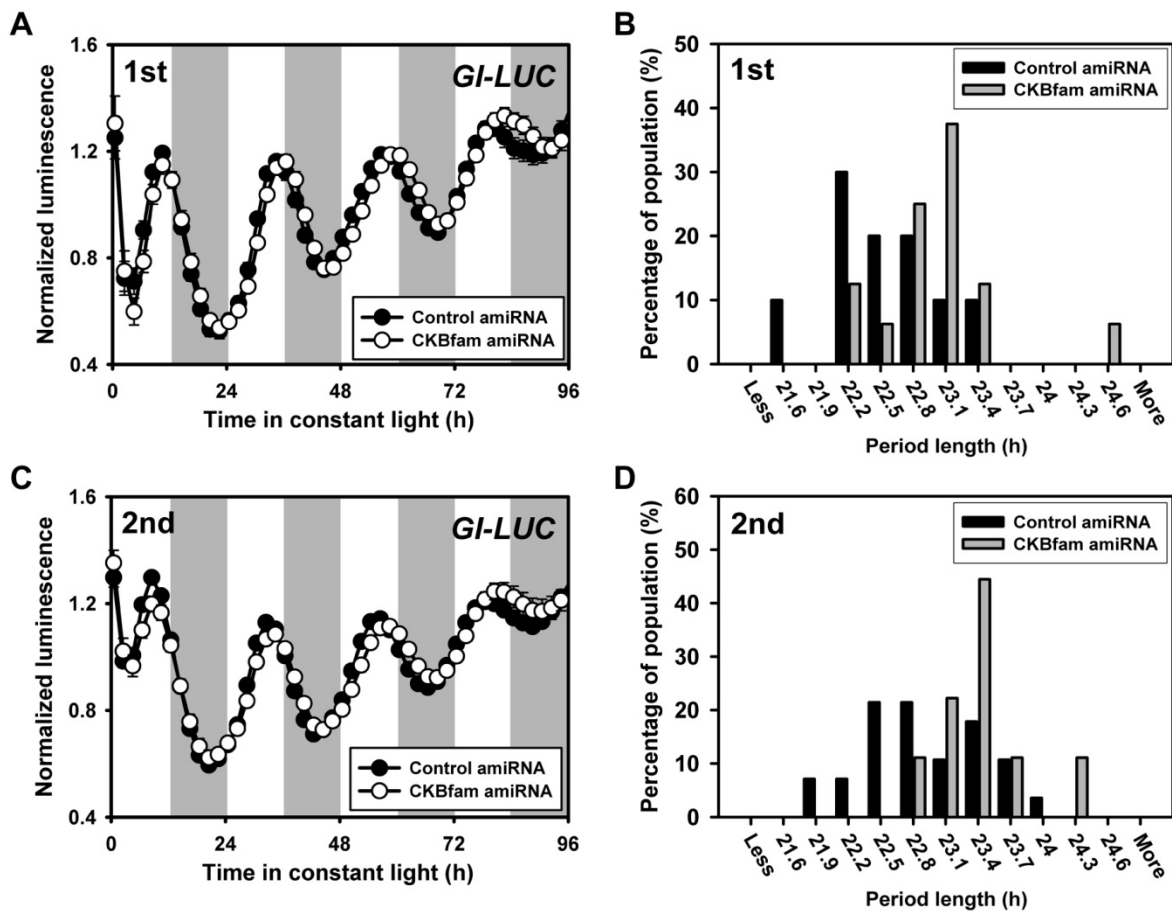 A
1st
GI-LUC
1.6
1.2
0.8
0.4
Normalized luminescence
Control amiRNA
CKBfam amiRNA
0 24 48 72 96
Time in constant light (h)
B
1st
50
40
30
20
10
0
Percentage of population (%)
Control amiRNA
CKBfam amiRNA
Less 21.6 21.9 22.2 22.5 22.8 23.1 23.4 23.7 24 24.3 24.6 More
Period length (h)
C
2nd
GI-LUC
1.6
1.2
0.8
0.4
Normalized luminescence
Control amiRNA
CKBfam amiRNA
0 24 48 72 96
Time in constant light (h)
D
2nd
60
50
40
30
20
10
0
Percentage of population (%)
Control amiRNA
CKBfam amiRNA
Less 21.6 21.9 22.2 22.5 22.8 23.1 23.4 23.7 24 24.3 24.6 More
Period length (h)